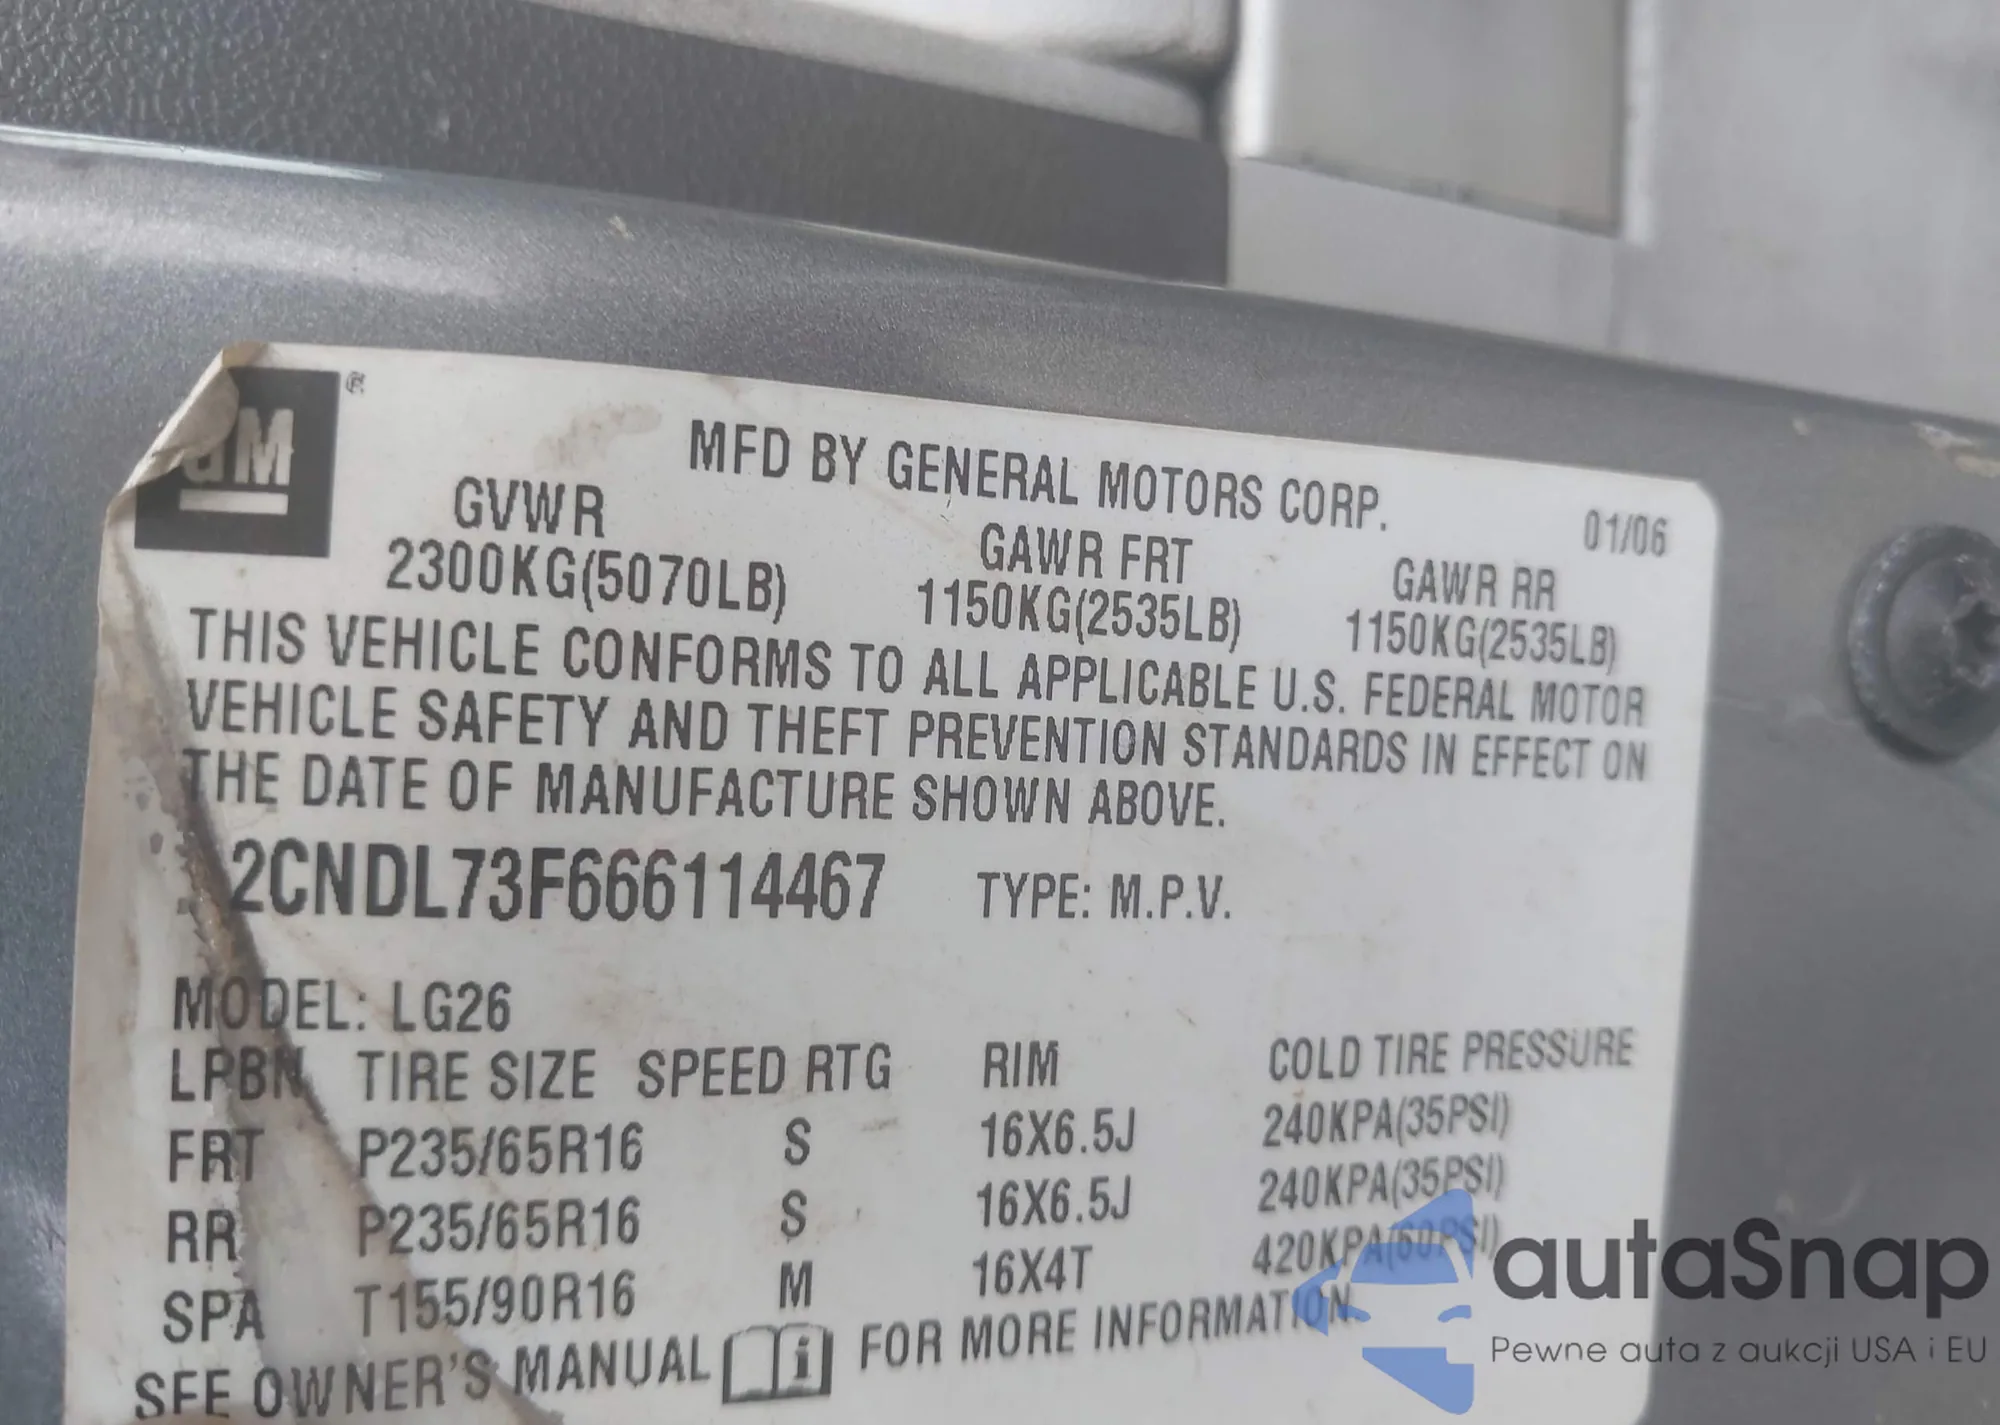 GM ®
MFD BY GENERAL MOTORS CORP. 01/06
GVWR GAWR FRT GAWR RR
2300KG(5070LB) 1150KG(2535LB) 1150KG(2535LB)
THIS VEHICLE CONFORMS TO ALL APPLICABLE U.S. FEDERAL MOTOR
VEHICLE SAFETY AND THEFT PREVENTION STANDARDS IN EFFECT ON
THE DATE OF MANUFACTURE SHOWN ABOVE.
2CNDL73F666114467 TYPE: M.P.V.
MODEL: LG26
LPBN TIRE SIZE SPEED RTG RIM COLD TIRE PRESSURE
FRT P235/65R16 S 16X6.5J 240KPA(35PSI)
RR P235/65R16 S 16X6.5J 240KPA(35PSI)
SPA T155/90R16 M 16X4T 420KPA(60PSI)
SEE OWNER'S MANUAL i FOR MORE INFORMATION.
autaSnap
Pewne auta z aukcji USA i EU